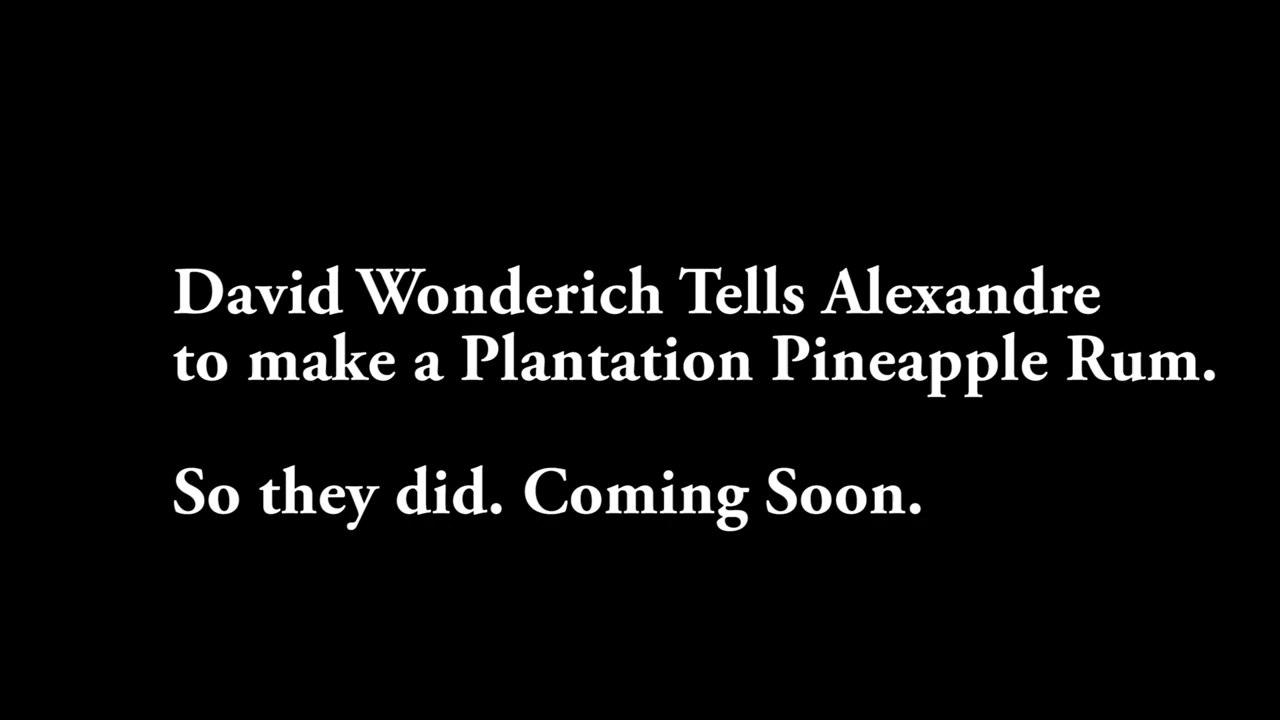 David Wonderich Tells Alexandre
to make a Plantation Pineapple Rum.
So they did. Coming Soon.